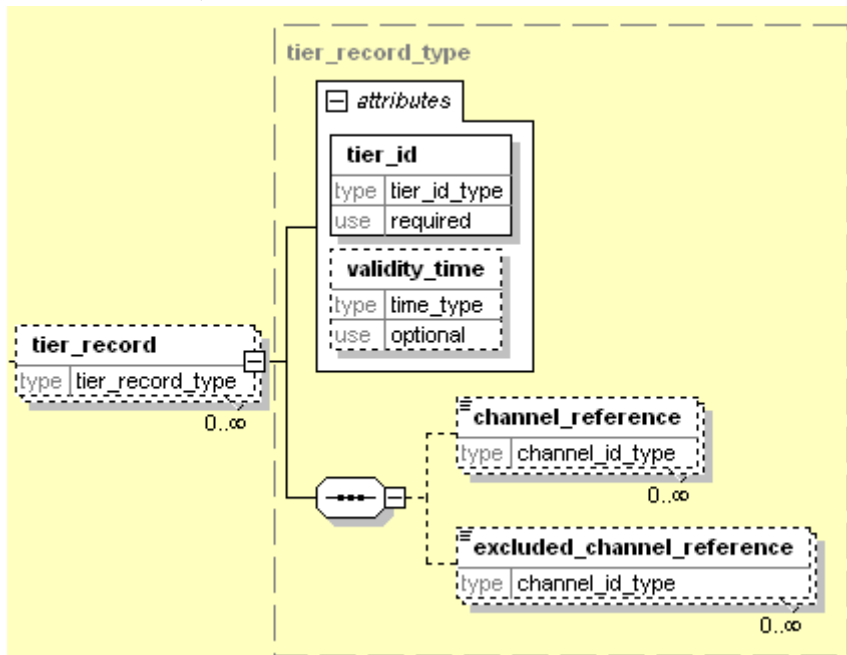 tier_record_type
attributes
tier_id
type tier_id_type
use required
validity_time
type time_type
use optional
tier_record
type tier_record_type
0..∞
channel_reference
type channel_id_type
0..∞
excluded_channel_reference
type channel_id_type
0..∞